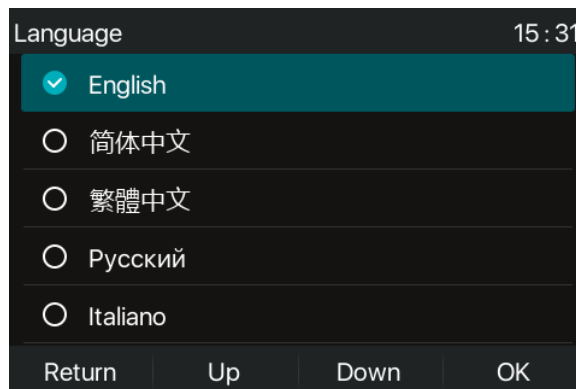 Language 15:31
English
简体中文
繁體中文
Русский
Italiano
Return Up Down OK